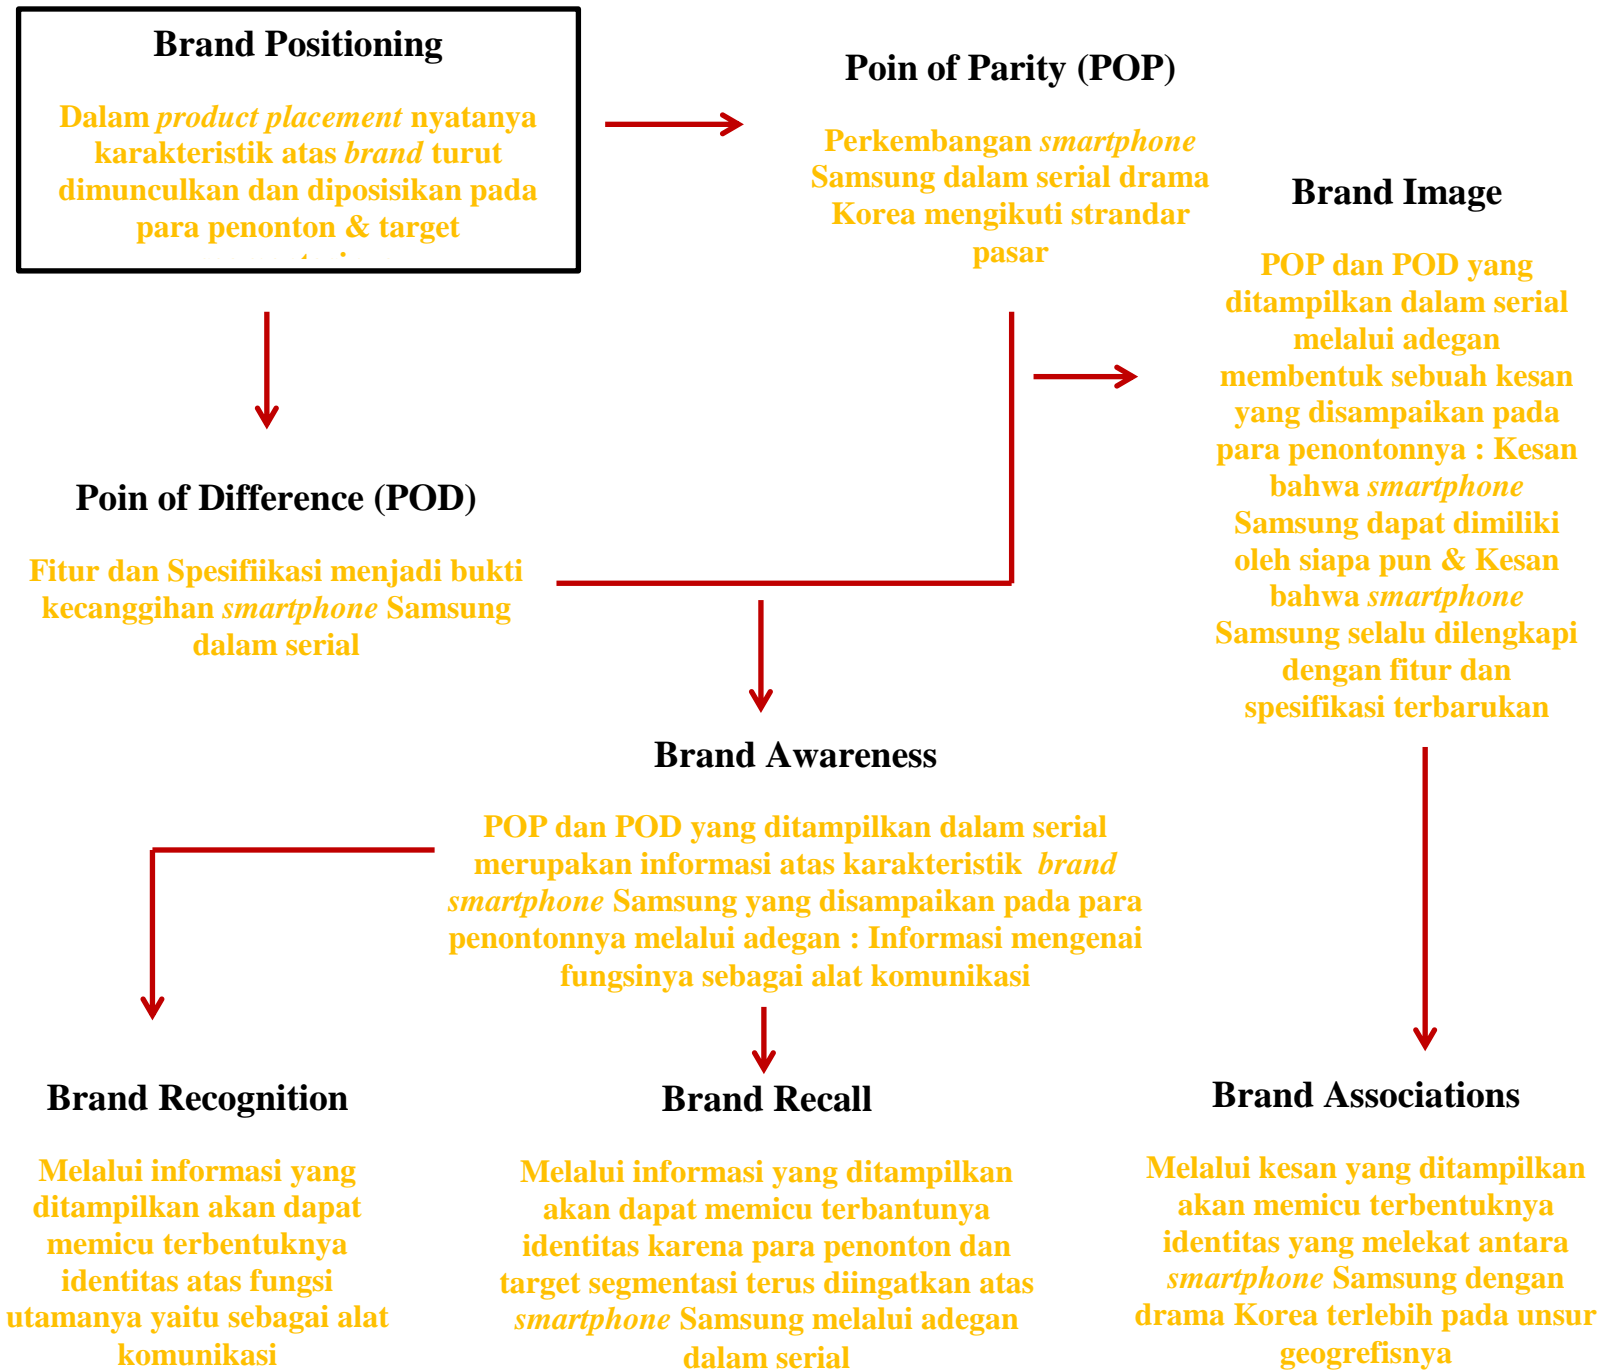 Brand Positioning
Dalam product placement nyatanya
karakteristik atas brand turut
dimunculkan dan diposisikan pada
para penonton & target
Poin of Parity (POP)
Perkembangan smartphone
Samsung dalam serial drama
Korea mengikuti strandar
pasar
Brand Image
POP dan POD yang
ditampilkan dalam serial
melalui adegan
membentuk sebuah kesan
yang disampaikan pada
para penontonnya : Kesan
bahwa smartphone
Samsung dapat dimiliki
oleh siapa pun & Kesan
bahwa smartphone
Samsung selalu dilengkapi
dengan fitur dan
spesifikasi terbarukan
Poin of Difference (POD)
Fitur dan Spesifiikasi menjadi bukti
kecanggihan smartphone Samsung
dalam serial
Brand Awareness
POP dan POD yang ditampilkan dalam serial
merupakan informasi atas karakteristik brand
smartphone Samsung yang disampaikan pada para
penontonnya melalui adegan : Informasi mengenai
fungsinya sebagai alat komunikasi
Brand Recognition
Melalui informasi yang
ditampilkan akan dapat
memicu terbentuknya
identitas atas fungsi
utamanya yaitu sebagai alat
komunikasi
Brand Recall
Melalui informasi yang ditampilkan
akan dapat memicu terbantunya
identitas karena para penonton dan
target segmentasi terus diingatkan atas
smartphone Samsung melalui adegan
dalam serial
Brand Associations
Melalui kesan yang ditampilkan
akan memicu terbentuknya
identitas yang melekat antara
smartphone Samsung dengan
drama Korea terlebih pada unsur
geogrefisnya